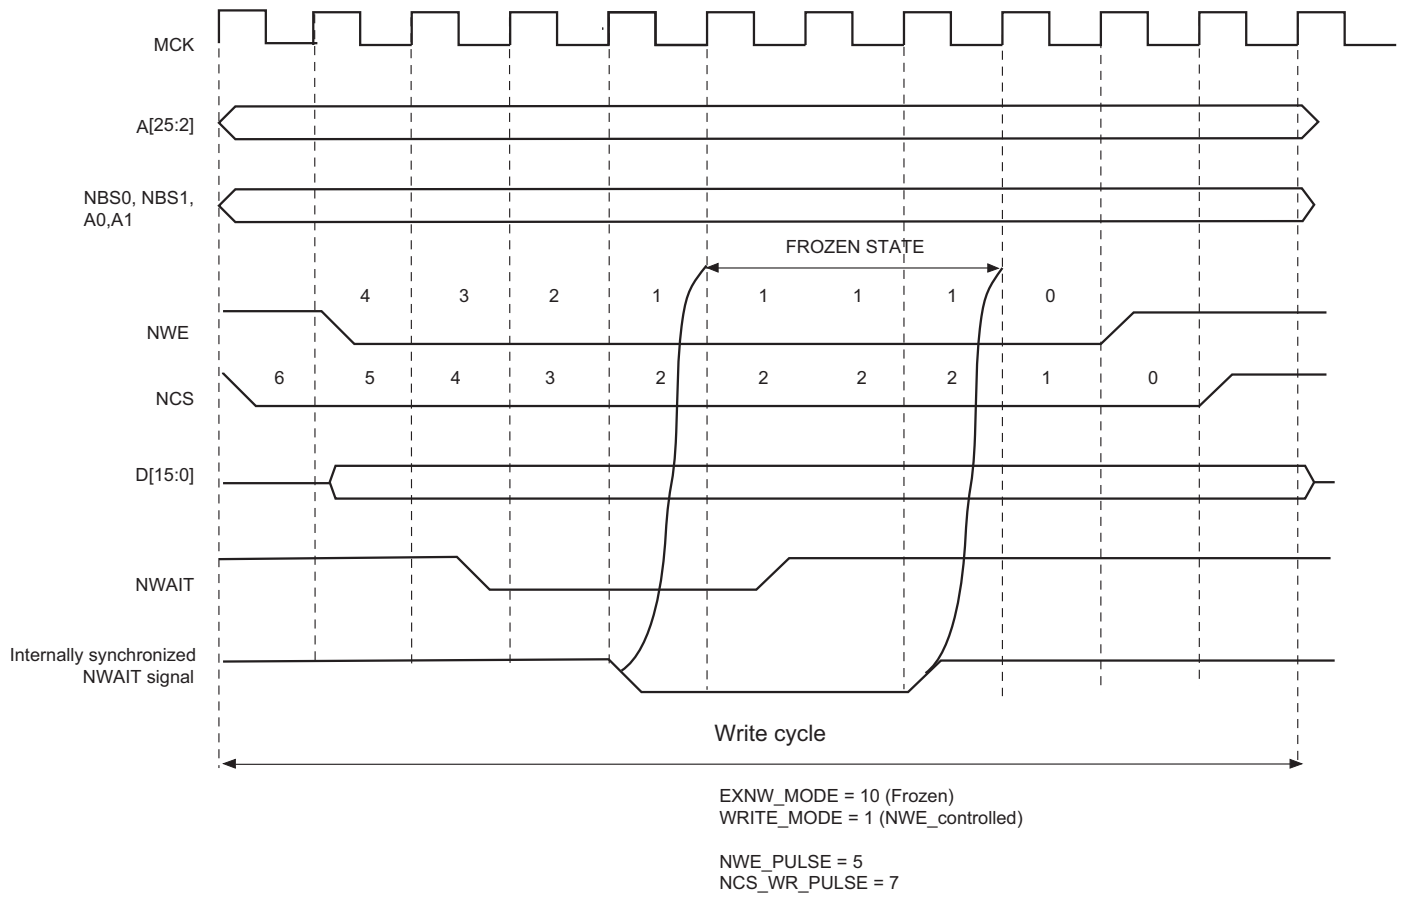 MCK
A[25:2]
NBS0, NBS1,
A0,A1
FROZEN STATE
4 3 2 1 1 1 1 0
NWE
6 5 4 3 2 2 2 2 1 0
NCS
D[15:0]
NWAIT
Internally synchronized
NWAIT signal
Write cycle
EXNW_MODE = 10 (Frozen)
WRITE_MODE = 1 (NWE_controlled)
NWE_PULSE = 5
NCS_WR_PULSE = 7